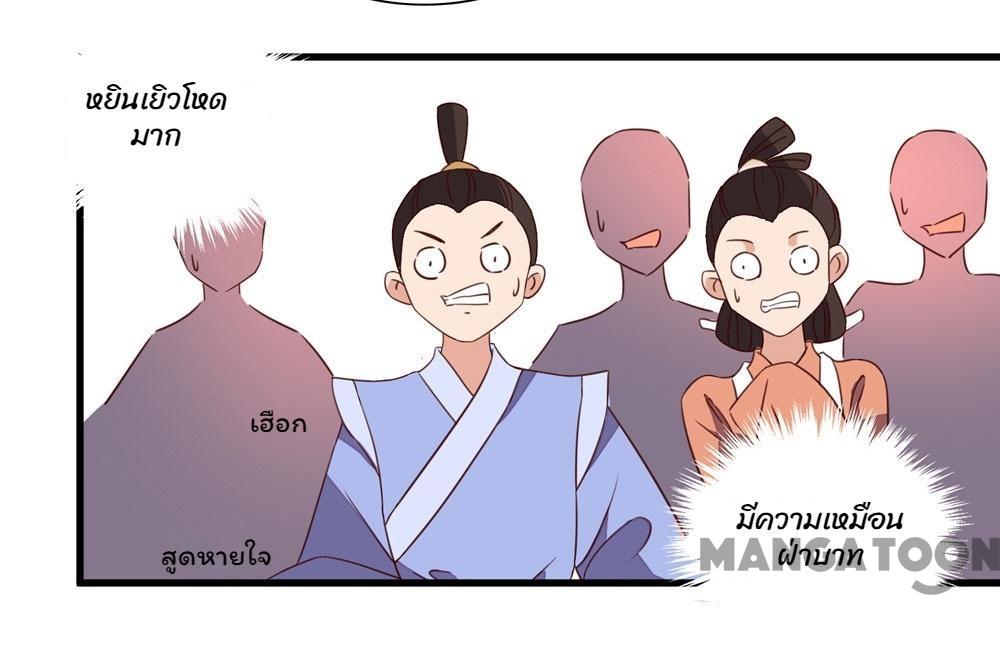 หยินเยิวโหด
มาก
เฮือก
สูดหายใจ
มีความเหมือน
ฝ่าบาท
MANGATOON